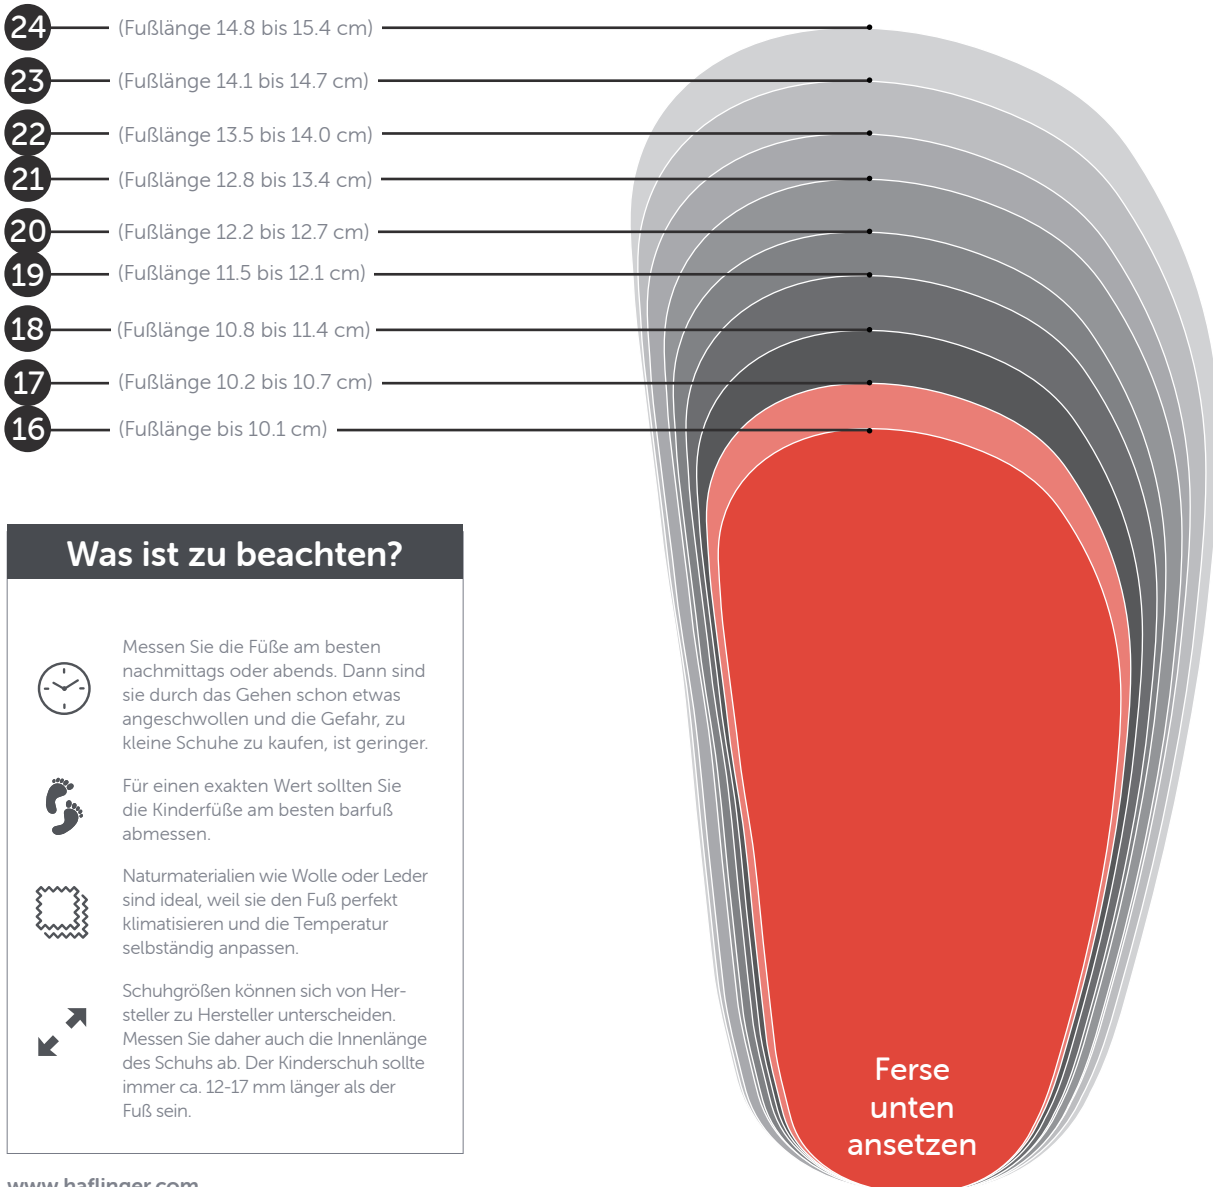 24 (Fußlänge 14.8 bis 15.4 cm)
23 (Fußlänge 14.1 bis 14.7 cm)
22 (Fußlänge 13.5 bis 14.0 cm)
21 (Fußlänge 12.8 bis 13.4 cm)
20 (Fußlänge 12.2 bis 12.7 cm)
19 (Fußlänge 11.5 bis 12.1 cm)
18 (Fußlänge 10.8 bis 11.4 cm)
17 (Fußlänge 10.2 bis 10.7 cm)
16 (Fußlänge bis 10.1 cm)
Was ist zu beachten?
Messen Sie die Füße am besten
nachmittags oder abends. Dann sind
sie durch das Gehen schon etwas
angeschwollen und die Gefahr, zu
kleine Schuhe zu kaufen, ist geringer.
Für einen exakten Wert sollten Sie
die Kinderfüße am besten barfuß
abmessen.
Naturmaterialien wie Wolle oder Leder
sind ideal, weil sie den Fuß perfekt
klimatisieren und die Temperatur
selbständig anpassen.
Schuhgrößen können sich von Her-
steller zu Hersteller unterscheiden.
Messen Sie daher auch die Innenlänge
des Schuhs ab. Der Kinderschuh sollte
immer ca. 12-17 mm länger als der
Fuß sein.
Ferse
unten
ansetzen
www.haflinger.com